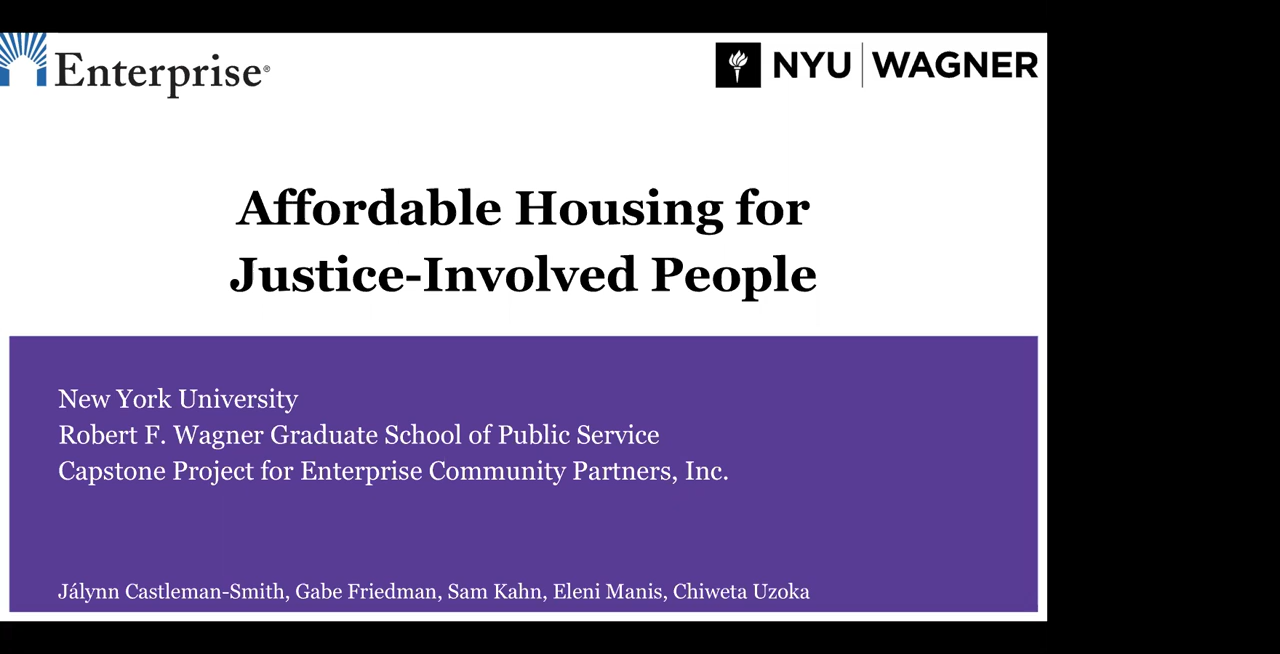 Enterprise®
NYU WAGNER
Affordable Housing for
Justice-Involved People
New York University
Robert F. Wagner Graduate School of Public Service
Capstone Project for Enterprise Community Partners, Inc.
Jálynn Castleman-Smith, Gabe Friedman, Sam Kahn, Eleni Manis, Chiweta Uzoka